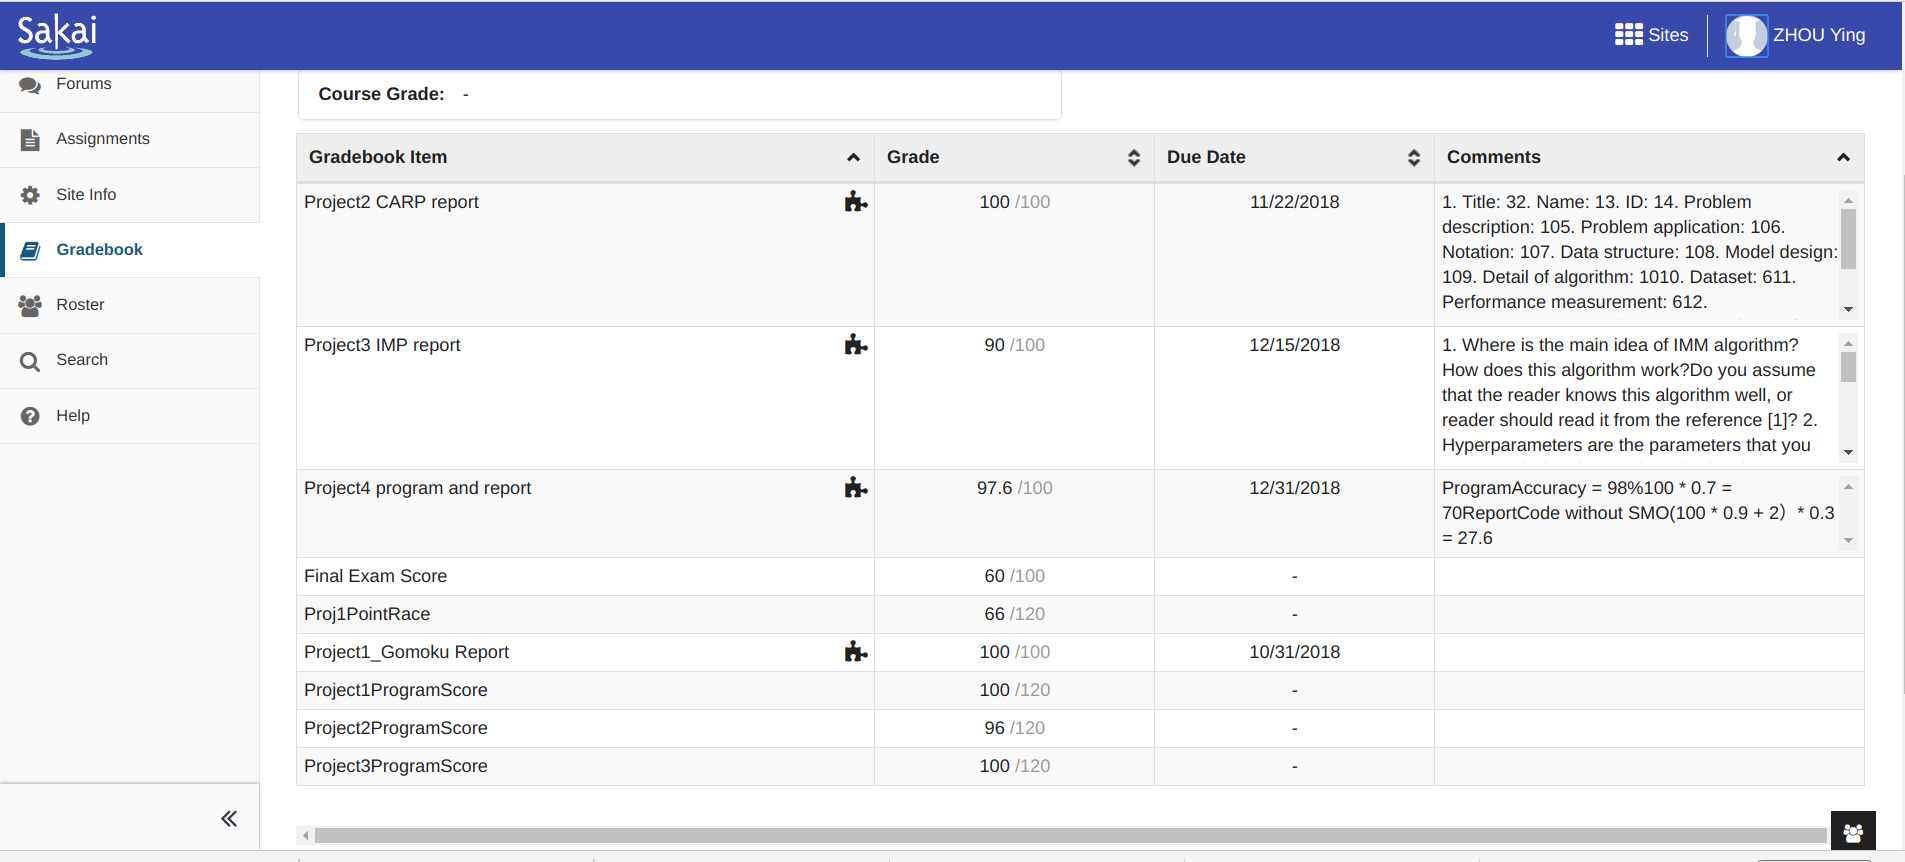 Sakai
Sites
ZHOU Ying
Forums
Assignments
Site Info
Gradebook
Roster
Search
Help
Course Grade: -
Gradebook Item Grade Due Date Comments
Project2 CARP report 100 /100 11/22/2018 1. Title: 32. Name: 13. ID: 14. Problem
description: 105. Problem application: 106.
Notation: 107. Data structure: 108. Model design:
109. Detail of algorithm: 1010. Dataset: 611.
Performance measurement: 612.
Project3 IMP report 90 /100 12/15/2018 1. Where is the main idea of IMM algorithm?
How does this algorithm work?Do you assume
that the reader knows this algorithm well, or
reader should read it from the reference [1]? 2.
Hyperparameters are the parameters that you
Project4 program and report 97.6 /100 12/31/2018 ProgramAccuracy = 98%100 * 0.7 =
70ReportCode without SMO(100 * 0.9 + 2）* 0.3
= 27.6
Final Exam Score 60 /100 -
Proj1PointRace 66 /120 -
Project1_Gomoku Report 100 /100 10/31/2018
Project1ProgramScore 100 /120 -
Project2ProgramScore 96 /120 -
Project3ProgramScore 100 /120 -